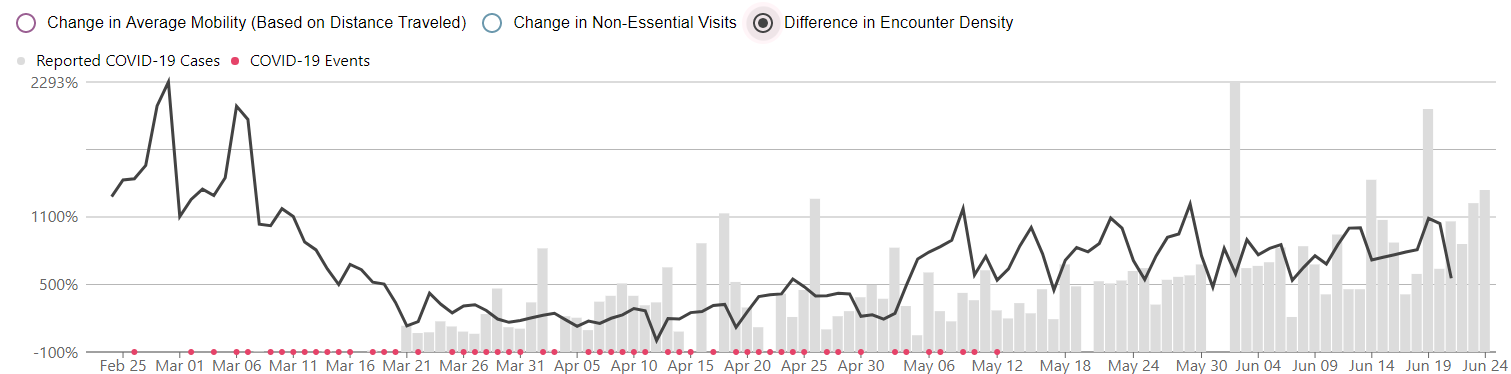 Change in Average Mobility (Based on Distance Traveled) Change in Non-Essential Visits Difference in Encounter Density
Reported COVID-19 Cases COVID-19 Events
2293%
1100%
500%
-100%
Feb 25 Mar 01 Mar 06 Mar 11 Mar 16 Mar 21 Mar 26 Mar 31 Apr 05 Apr 10 Apr 15 Apr 20 Apr 25 Apr 30 May 06 May 12 May 18 May 24 May 30 Jun 04 Jun 09 Jun 14 Jun 19 Jun 24